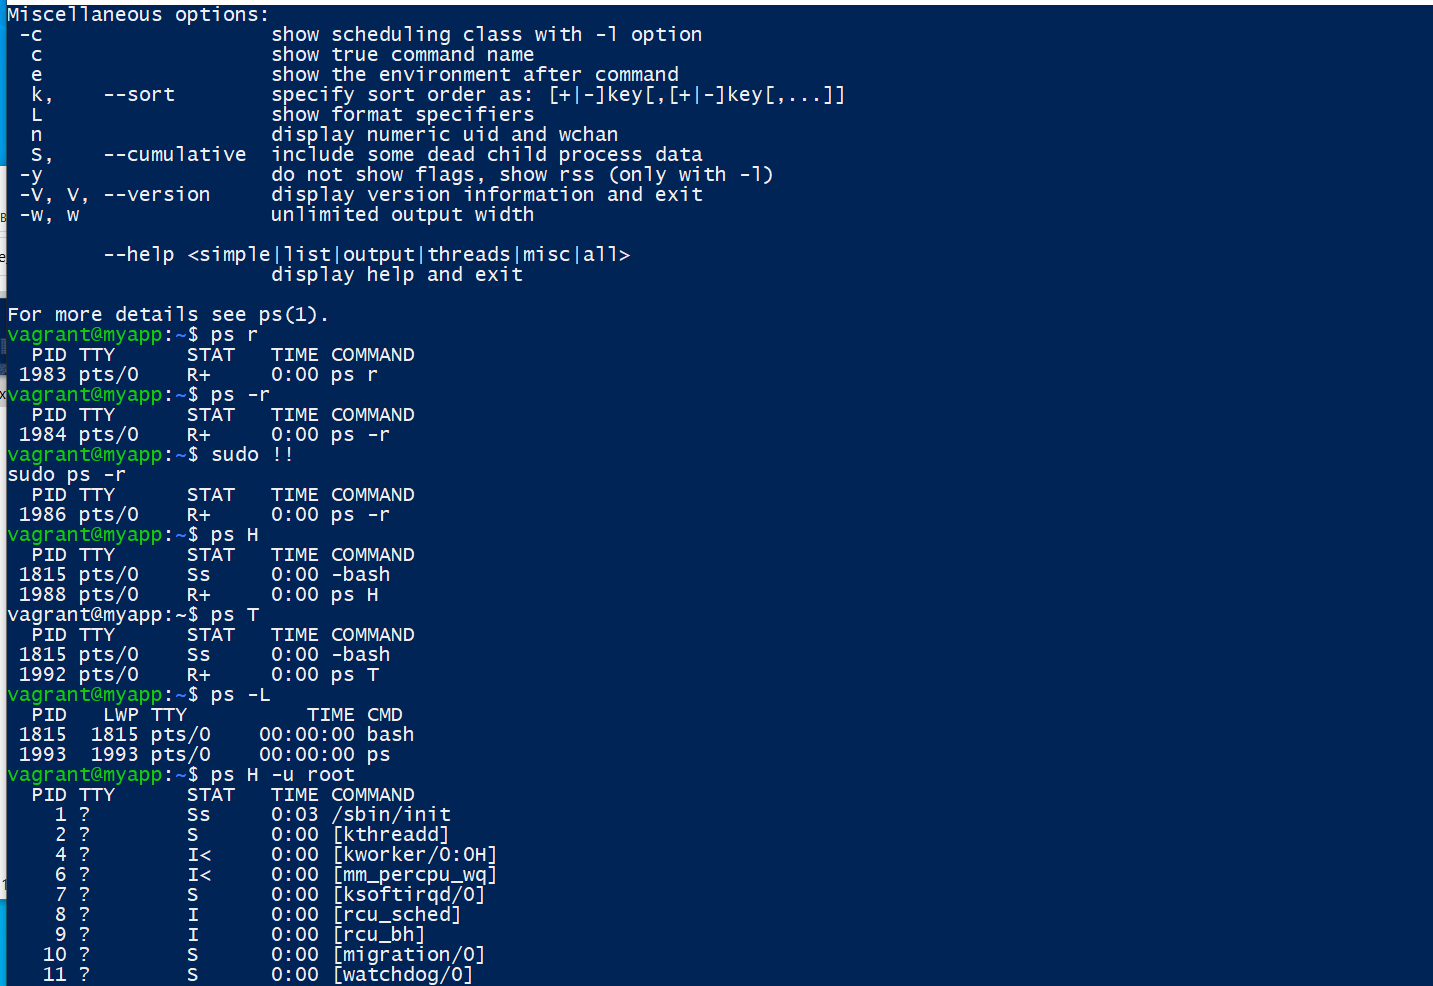 Miscellaneous options:
 -c                   show scheduling class with -l option
  c                   show true command name
  e                   show the environment after command
  k,    --sort        specify sort order as: [+|-]key[,[+|-]key[,...]]
  L                   show format specifiers
  n                   display numeric uid and wchan
  S,    --cumulative  include some dead child process data
 -y                   do not show flags, show rss (only with -l)
 -V, V, --version     display version information and exit
 -w, w                unlimited output width

        --help <simple|list|output|threads|misc|all>
                      display help and exit

For more details see ps(1).
vagrant@myapp:~$ ps r
  PID TTY      STAT   TIME COMMAND
 1983 pts/0    R+     0:00 ps r
vagrant@myapp:~$ ps -r
  PID TTY      STAT   TIME COMMAND
 1984 pts/0    R+     0:00 ps -r
vagrant@myapp:~$ sudo !!
sudo ps -r
  PID TTY      STAT   TIME COMMAND
 1986 pts/0    R+     0:00 ps -r
vagrant@myapp:~$ ps H
  PID TTY      STAT   TIME COMMAND
 1815 pts/0    Ss     0:00 -bash
 1988 pts/0    R+     0:00 ps H
vagrant@myapp:~$ ps T
  PID TTY      STAT   TIME COMMAND
 1815 pts/0    Ss     0:00 -bash
 1992 pts/0    R+     0:00 ps T
vagrant@myapp:~$ ps -L
  PID   LWP TTY          TIME CMD
 1815  1815 pts/0    00:00:00 bash
 1993  1993 pts/0    00:00:00 ps
vagrant@myapp:~$ ps H -u root
  PID TTY      STAT   TIME COMMAND
    1 ?        Ss     0:03 /sbin/init
    2 ?        S      0:00 [kthreadd]
    4 ?        I<     0:00 [kworker/0:0H]
    6 ?        I<     0:00 [mm_percpu_wq]
    7 ?        S      0:00 [ksoftirqd/0]
    8 ?        I      0:00 [rcu_sched]
    9 ?        I      0:00 [rcu_bh]
   10 ?        S      0:00 [migration/0]
   11 ?        S      0:00 [watchdog/0]